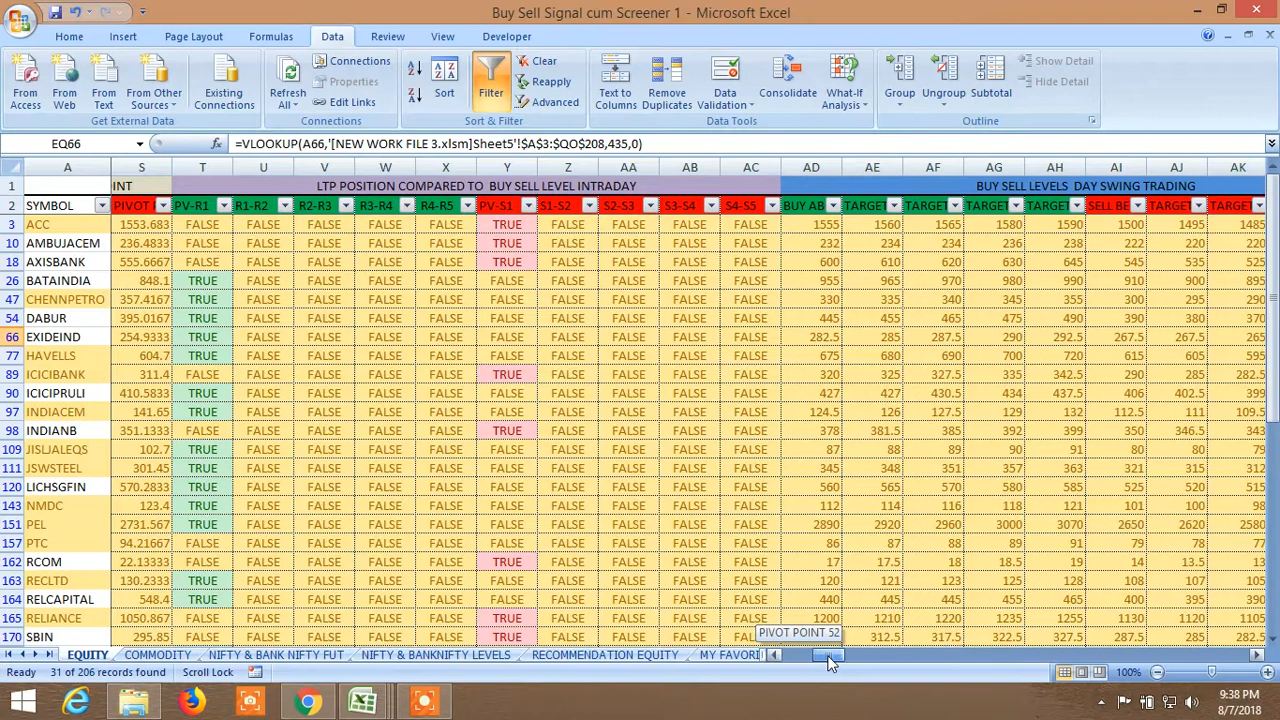 Buy Sell Signal cum Screener 1 - Microsoft Excel
Home Insert Page Layout Formulas Data Review View Developer
From Access From Web From Text From Other Sources Existing Connections Refresh All Connections Properties Edit Links Sort Filter Clear Reapply Advanced Text to Columns Remove Duplicates Data Validation Consolidate What-If Analysis Group Ungroup Subtotal Show Detail Hide Detail
Get External Data Connections Sort & Filter Data Tools Outline
EQ66 fx =VLOOKUP(A66,'[NEW WORK FILE 3.xlsm]Sheet5'!$A$3:$QO$208,435,0)
A S T U V W X Y Z AA AB AC AD AE AF AG AH AI AJ AK
1 INT LTP POSITION COMPARED TO BUY SELL LEVEL INTRADAY BUY SELL LEVELS DAY SWING TRADING
2 SYMBOL PIVOT PV-R1 R1-R2 R2-R3 R3-R4 R4-R5 PV-S1 S1-S2 S2-S3 S3-S4 S4-S5 BUY AB TARGET TARGET TARGET TARGET SELL BE TARGET TARGET
3 ACC 1553.683 FALSE FALSE FALSE FALSE FALSE TRUE FALSE FALSE FALSE FALSE 1555 1560 1565 1580 1590 1500 1495 1485
10 AMBUJACEM 236.4833 FALSE FALSE FALSE FALSE FALSE TRUE FALSE FALSE FALSE FALSE 232 234 234 236 238 222 220 220
18 AXISBANK 555.6667 FALSE FALSE FALSE FALSE FALSE TRUE FALSE FALSE FALSE FALSE 600 610 620 630 645 545 535 525
26 BATAINDIA 848.1 TRUE FALSE FALSE FALSE FALSE FALSE FALSE FALSE FALSE FALSE 955 965 970 980 990 910 900 895
47 CHENNPETRO 357.4167 TRUE FALSE FALSE FALSE FALSE FALSE FALSE FALSE FALSE FALSE 330 335 340 345 355 300 295 290
54 DABUR 395.0167 TRUE FALSE FALSE FALSE FALSE FALSE FALSE FALSE FALSE FALSE 445 455 465 475 490 390 380 370
66 EXIDEIND 254.9333 TRUE FALSE FALSE FALSE FALSE FALSE FALSE FALSE FALSE FALSE 282.5 285 287.5 290 292.5 267.5 267.5 265
77 HAVELLS 604.7 TRUE FALSE FALSE FALSE FALSE FALSE FALSE FALSE FALSE FALSE 675 680 690 700 720 615 605 595
89 ICICIBANK 311.4 FALSE FALSE FALSE FALSE FALSE TRUE FALSE FALSE FALSE FALSE 320 325 327.5 335 342.5 290 285 282.5
90 ICICIPRULI 410.5833 TRUE FALSE FALSE FALSE FALSE FALSE FALSE FALSE FALSE FALSE 427 430.5 434 437.5 406 402.5 399
97 INDIACEM 141.65 TRUE FALSE FALSE FALSE FALSE FALSE FALSE FALSE FALSE FALSE 124.5 126 127.5 129 132 112.5 111 109.5
98 INDIANB 351.1333 FALSE FALSE FALSE FALSE FALSE TRUE FALSE FALSE FALSE FALSE 378 381.5 385 392 399 350 346.5 343
109 JISLJALEQS 102.7 TRUE FALSE FALSE FALSE FALSE FALSE FALSE FALSE FALSE FALSE 87 88 89 90 91 80 80 79
111 JSWSTEEL 301.45 TRUE FALSE FALSE FALSE FALSE FALSE FALSE FALSE FALSE FALSE 345 348 351 357 363 321 315 312
120 LICHSGFIN 570.2833 TRUE FALSE FALSE FALSE FALSE FALSE FALSE FALSE FALSE FALSE 560 565 570 575 585 520 515 510
143 NMDC 123.4 TRUE FALSE FALSE FALSE FALSE FALSE FALSE FALSE FALSE FALSE 112 114 116 118 121 101 100 98
151 PEL 2731.567 TRUE FALSE FALSE FALSE FALSE FALSE FALSE FALSE FALSE FALSE 2890 2920 2960 3000 3070 2650 2620 2580
157 PTC 94.21667 FALSE FALSE FALSE FALSE FALSE FALSE FALSE FALSE FALSE FALSE 86 87 88 89 91 79 78 77
162 RCOM 22.13333 FALSE FALSE FALSE FALSE FALSE TRUE FALSE FALSE FALSE FALSE 17 17.5 18 18.5 19 14 13.5 13
163 RECLTD 130.2333 TRUE FALSE FALSE FALSE FALSE FALSE FALSE FALSE FALSE FALSE 120 121 123 125 128 108 107 105
164 RELCAPITAL 548.4 TRUE FALSE FALSE FALSE FALSE FALSE FALSE FALSE FALSE FALSE 440 445 455 455 465 400 395 390
165 RELIANCE 1050.867 FALSE FALSE FALSE FALSE FALSE TRUE FALSE FALSE FALSE FALSE 1200 1210 1220 1235 1255 1130 1120 1105
170 SBIN 295.85 FALSE FALSE FALSE FALSE FALSE TRUE FALSE FALSE FALSE 312.5 317.5 322.5 327.5 287.5 285 280
PIVOT POINT 52
EQUITY COMMODITY NIFTY & BANK NIFTY FUT NIFTY & BANKNIFTY LEVELS RECOMMENDATION EQUITY MY FAVORI
Ready 31 of 206 records found Scroll Lock 100%
9:38 PM
8/7/2018